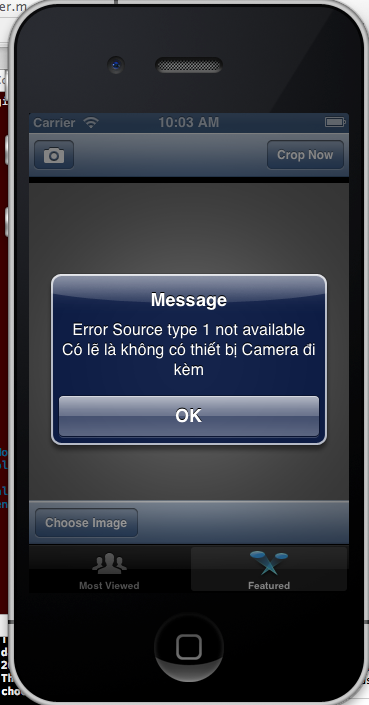 er.m
Carrier
10:03 AM
Crop Now
Message
Error Source type 1 not available
Có lẽ là không có thiết bị Camera đi
kèm
OK
Choose Image
Most Viewed
Featured